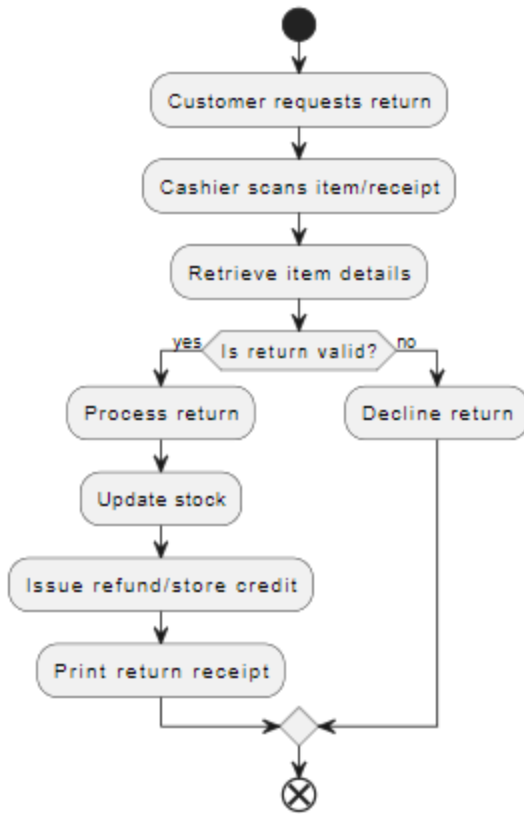 Customer requests return
Cashier scans item/receipt
Retrieve item details
Is return valid?
yes
no
Process return
Decline return
Update stock
Issue refund/store credit
Print return receipt